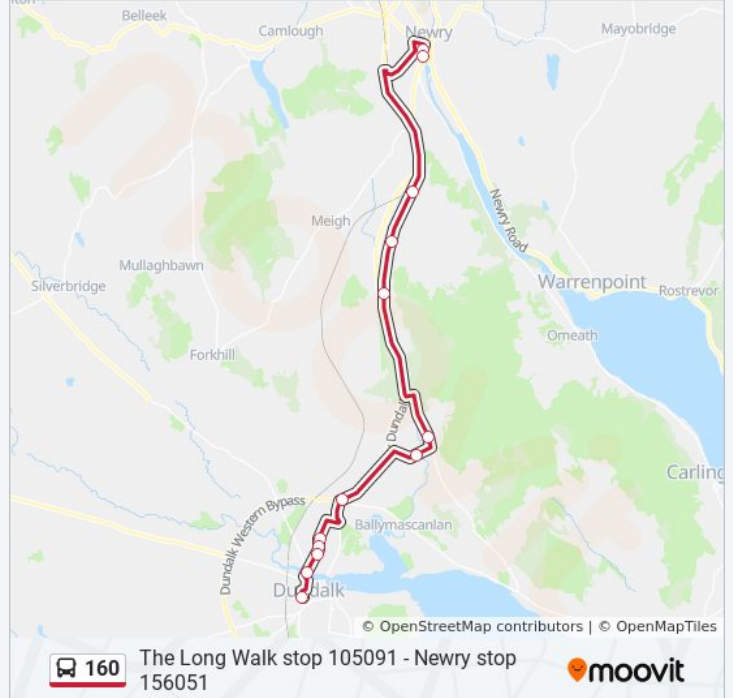 Belleek
Camlough
Newry
Mayobridge
Meigh
Newry Road
Mullaghbawn
Silverbridge
Warrenpoint
Rostrevor
Omeath
Forkhill
Dundalk
Carling
Dundalk Western Bypass
Ballymascanlan
Dundalk
© OpenStreetMap contributors | © OpenMapTiles
160
The Long Walk stop 105091 - Newry stop
156051
moovit